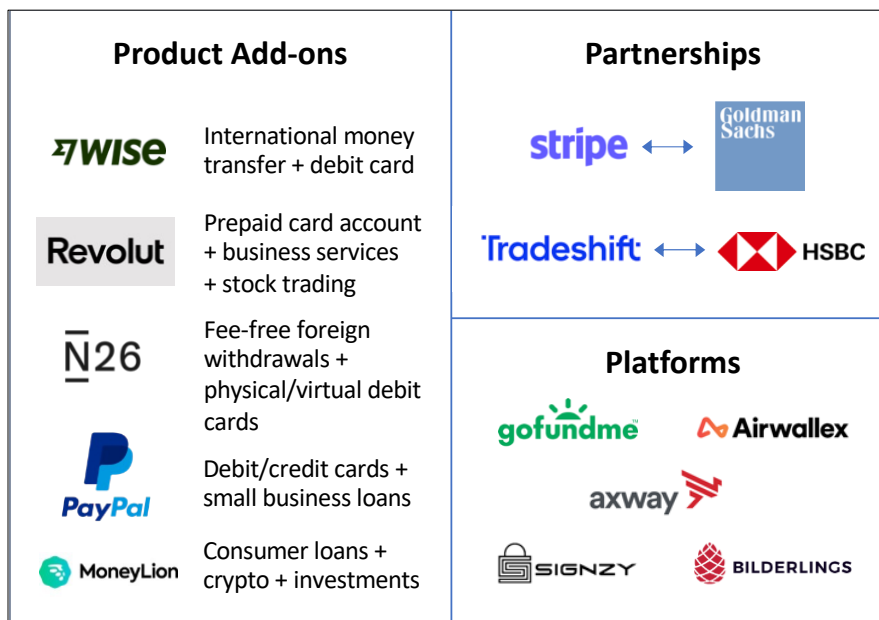 Product Add-ons
WISE
International money
transfer + debit card
Revolut
Prepaid card account
+ business services
+ stock trading
N26
Fee-free foreign
withdrawals +
physical/virtual debit
cards
PayPal
Debit/credit cards +
small business loans
MoneyLion
Consumer loans +
crypto + investments
Partnerships
stripe
Goldman
Sachs
Tradeshift
HSBC
Platforms
gofundme™
Airwallex
axway
SIGNZY
BILDERLINGS